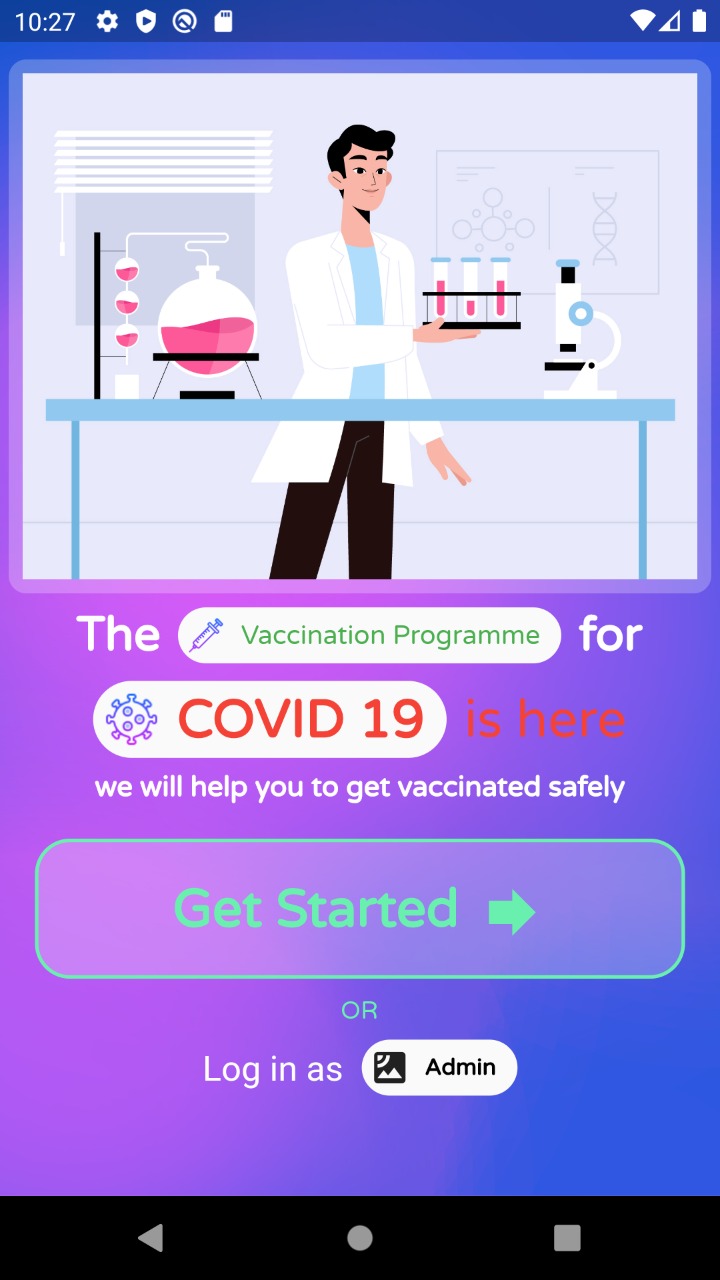 10:27
The Vaccination Programme for
COVID 19 is here
we will help you to get vaccinated safely
Get Started
OR
Log in as Admin